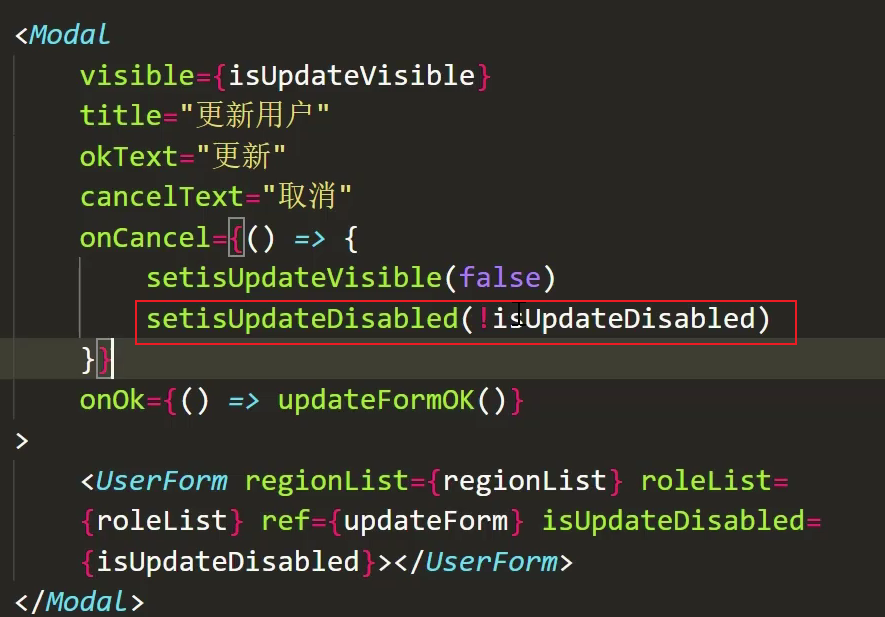 <Modal
    visible={isUpdateVisible}
    title="更新用户"
    okText="更新"
    cancelText="取消"
    onCancel={() => {
        setisUpdateVisible(false)
        setisUpdateDisabled(!isUpdateDisabled)
    }}
    onOk={() => updateFormOK()}
>
    <UserForm regionList={regionList} roleList=
    {roleList} ref={updateForm} isUpdateDisabled=
    {isUpdateDisabled}></UserForm>
</Modal>